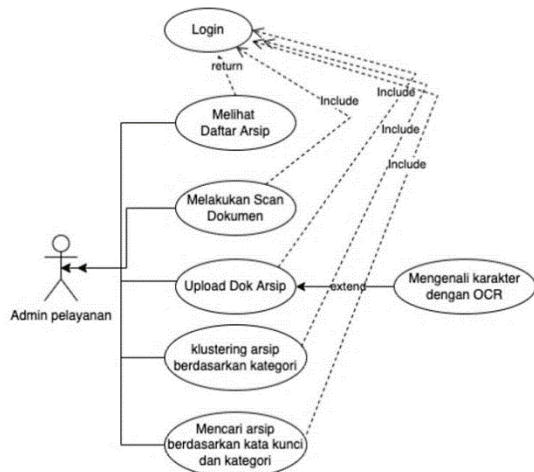 Login
return
Include
Include
Melihat
Daftar Arsip
Include
Include
Melakukan Scan
Dokumen
Upload Dok Arsip
extend
Mengenali karakter
dengan OCR
Admin pelayanan
klustering arsip
berdasarkan kategori
Mencari arsip
berdasarkan kata kunci
dan kategori